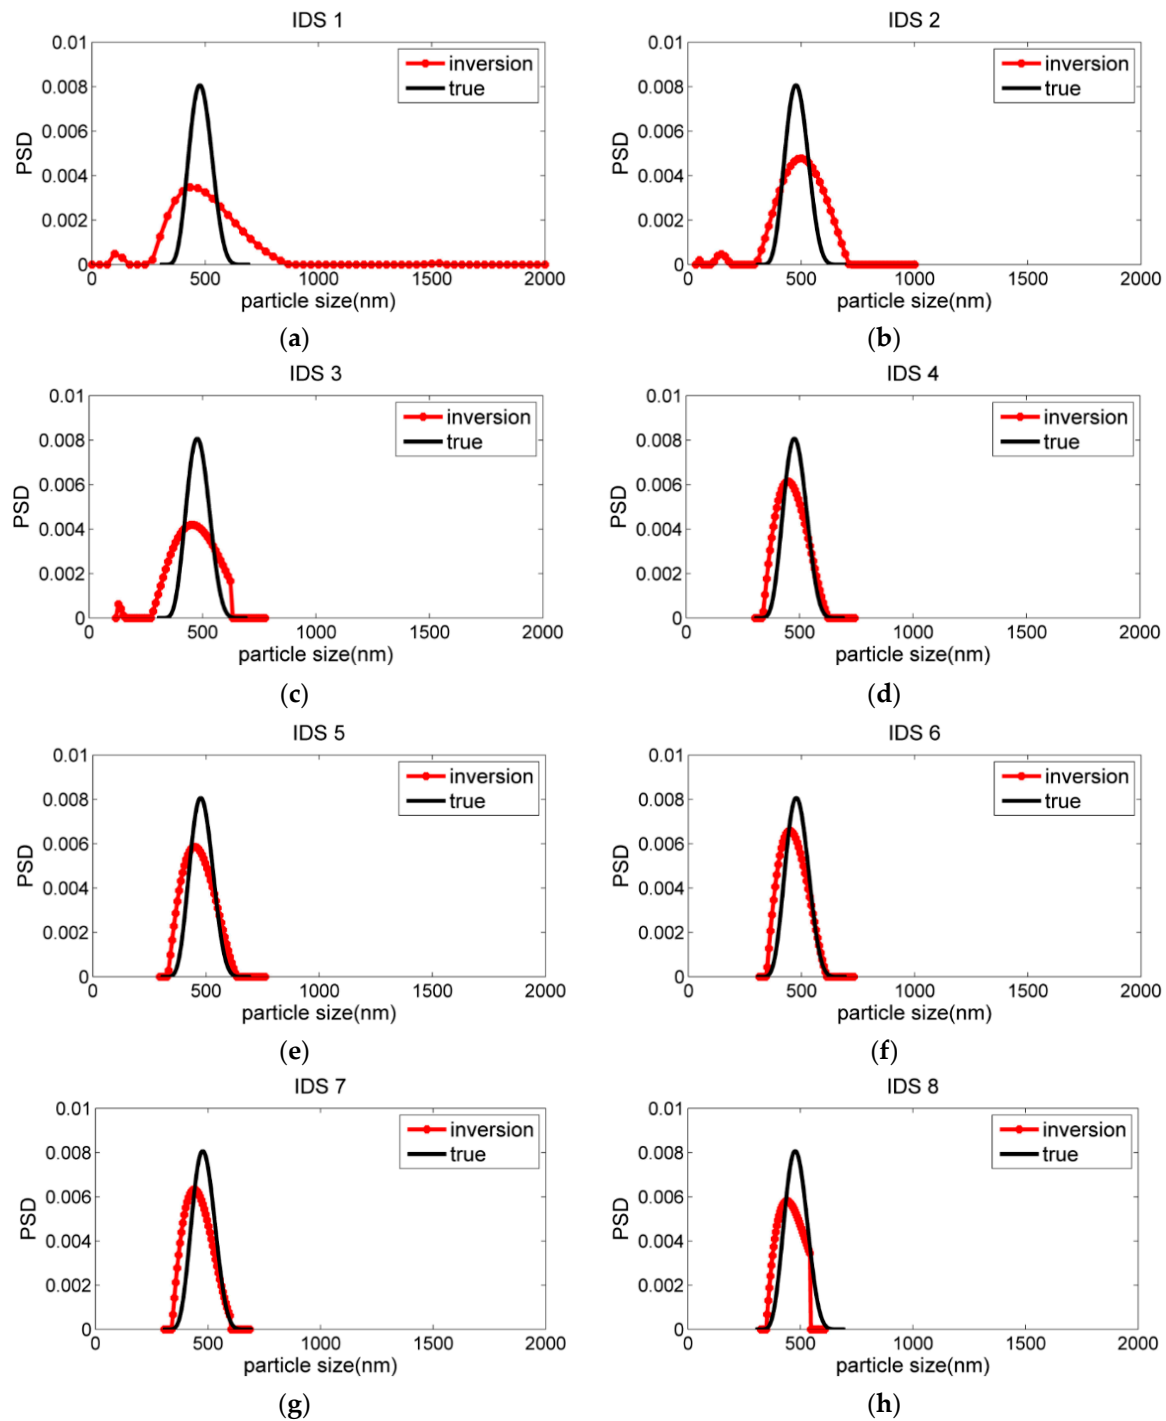 IDS 1
0.01
0.008
0.006
0.004
0.002
0
PSD
inversion
true
0 500 1000 1500 2000
particle size(nm)
(a)
IDS 2
0.01
0.008
0.006
0.004
0.002
0
PSD
inversion
true
0 500 1000 1500 2000
particle size(nm)
(b)
IDS 3
0.01
0.008
0.006
0.004
0.002
0
PSD
inversion
true
0 500 1000 1500 2000
particle size(nm)
(c)
IDS 4
0.01
0.008
0.006
0.004
0.002
0
PSD
inversion
true
0 500 1000 1500 2000
particle size(nm)
(d)
IDS 5
0.01
0.008
0.006
0.004
0.002
0
PSD
inversion
true
0 500 1000 1500 2000
particle size(nm)
(e)
IDS 6
0.01
0.008
0.006
0.004
0.002
0
PSD
inversion
true
0 500 1000 1500 2000
particle size(nm)
(f)
IDS 7
0.01
0.008
0.006
0.004
0.002
0
PSD
inversion
true
0 500 1000 1500 2000
particle size(nm)
(g)
IDS 8
0.01
0.008
0.006
0.004
0.002
0
PSD
inversion
true
0 500 1000 1500 2000
particle size(nm)
(h)